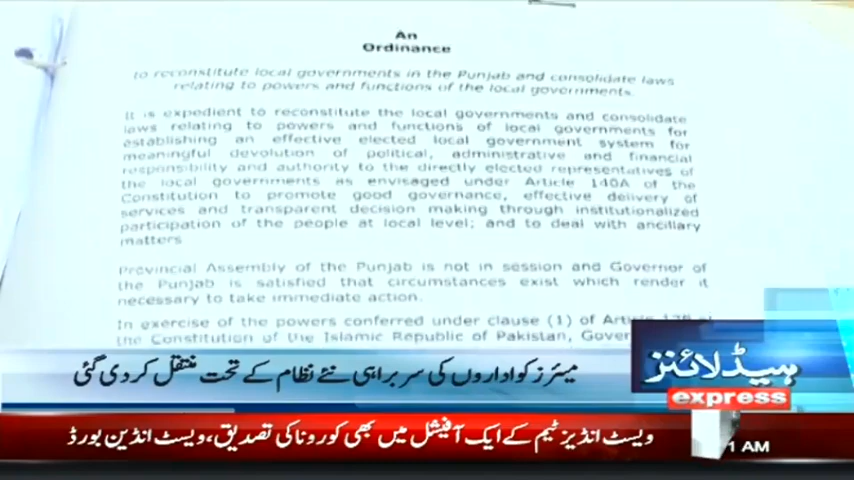 An
Ordinance
to reconstitute local governments in the Punjab and consolidate laws
relating to powers and functions of the local governments.
It is expedient to reconstitute the local governments and consolidate
laws relating to powers and functions of local governments for
establishing an effective elected local government system for
meaningful devolution of political, administrative and financial
responsibility and authority to the directly elected representatives of
the local governments as envisaged under Article 140A of the
Constitution to promote good governance, effective delivery of
services and transparent decision making through institutionalized
participation of the people at local level; and to deal with ancillary
matters
Provincial Assembly of the Punjab is not in session and Governor of
the Punjab is satisfied that circumstances exist which render it
necessary to take immediate action.
In exercise of the powers conferred under clause (1) of
the Constitution of the Islamic Republic of Pakistan,
میئرز کو اداروں کی سربراہی نئے نظام کے تحت منتقل کر دی گئی
ہیڈلائنز
express
ویسٹ انڈیز ٹیم کے ایک آفیشل میں بھی کورونا کی تصدیق، ویسٹ انڈین بورڈ
1 AM